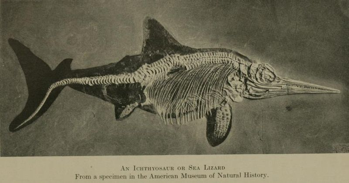 An Ichthyosaur or Sea Lizard
From a specimen in the American Museum of Natural History.